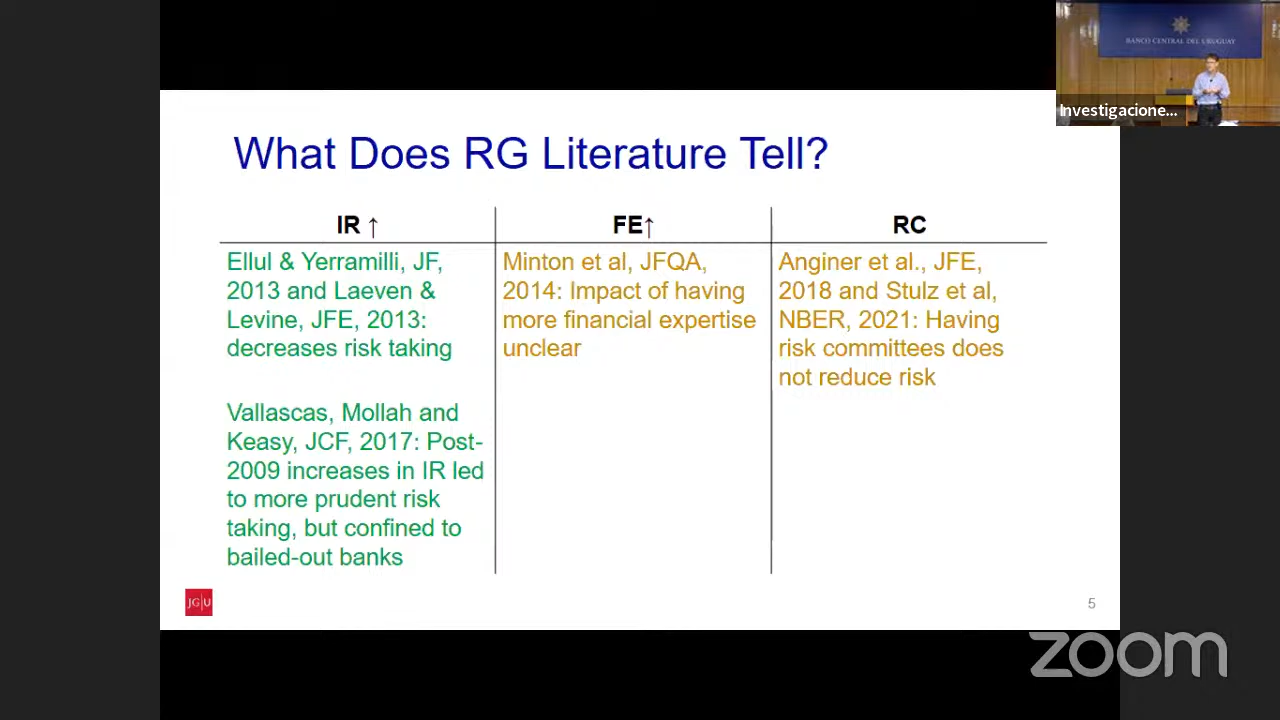 BANCO CENTRAL DEL URUGUAY
Investigacione...
What Does RG Literature Tell?
IR ↑
FE↑
RC
Ellul & Yerramilli, JF,
2013 and Laeven &
Levine, JFE, 2013:
decreases risk taking
Vallascas, Mollah and
Keasy, JCF, 2017: Post-
2009 increases in IR led
to more prudent risk
taking, but confined to
bailed-out banks
Minton et al, JFQA,
2014: Impact of having
more financial expertise
unclear
Anginer et al., JFE,
2018 and Stulz et al,
NBER, 2021: Having
risk committees does
not reduce risk
JG|U
5
zoom